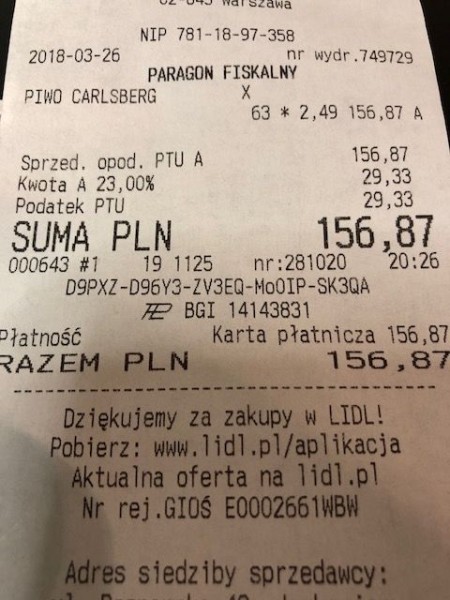 02-045 Warszawa
NIP 781-18-97-358
2018-03-26 nr wydr.749729
PARAGON FISKALNY
PIWO CARLSBERG X
63 * 2,49 156,87 A
Sprzed. opod. PTU A 156,87
Kwota A 23,00% 29,33
Podatek PTU 29,33
SUMA PLN 156,87
000643 #1 19 1125 nr:281020 20:26
D9PXZ-D96Y3-ZV3EQ-MoOIP-SK3QA
BGI 14143831
Płatność Karta płatnicza 156,87
RAZEM PLN 156,87
Dziękujemy za zakupy w LIDL!
Pobierz: www.lidl.pl/aplikacja
Aktualna oferta na lidl.pl
Nr rej.GIOŚ E0002661WBW
Adres siedziby sprzedawcy: